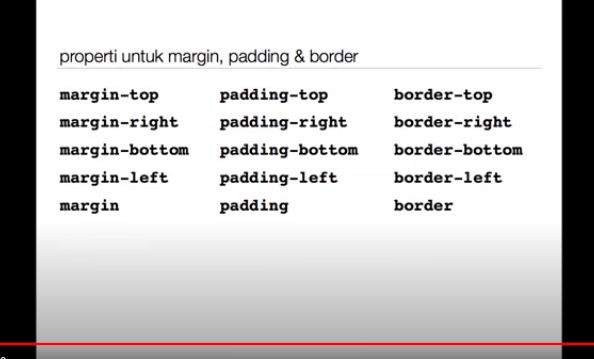 properti untuk margin, padding & border
margin-top padding-top border-top
margin-right padding-right border-right
margin-bottom padding-bottom border-bottom
margin-left padding-left border-left
margin padding border